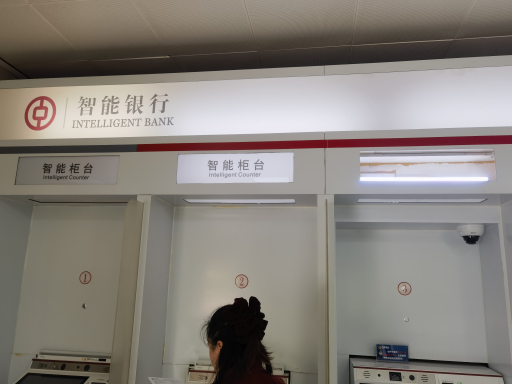 智能银行
INTELLIGENT BANK
智能柜台
Intelligent Counter
智能柜台
Intelligent Counter
1
2
3